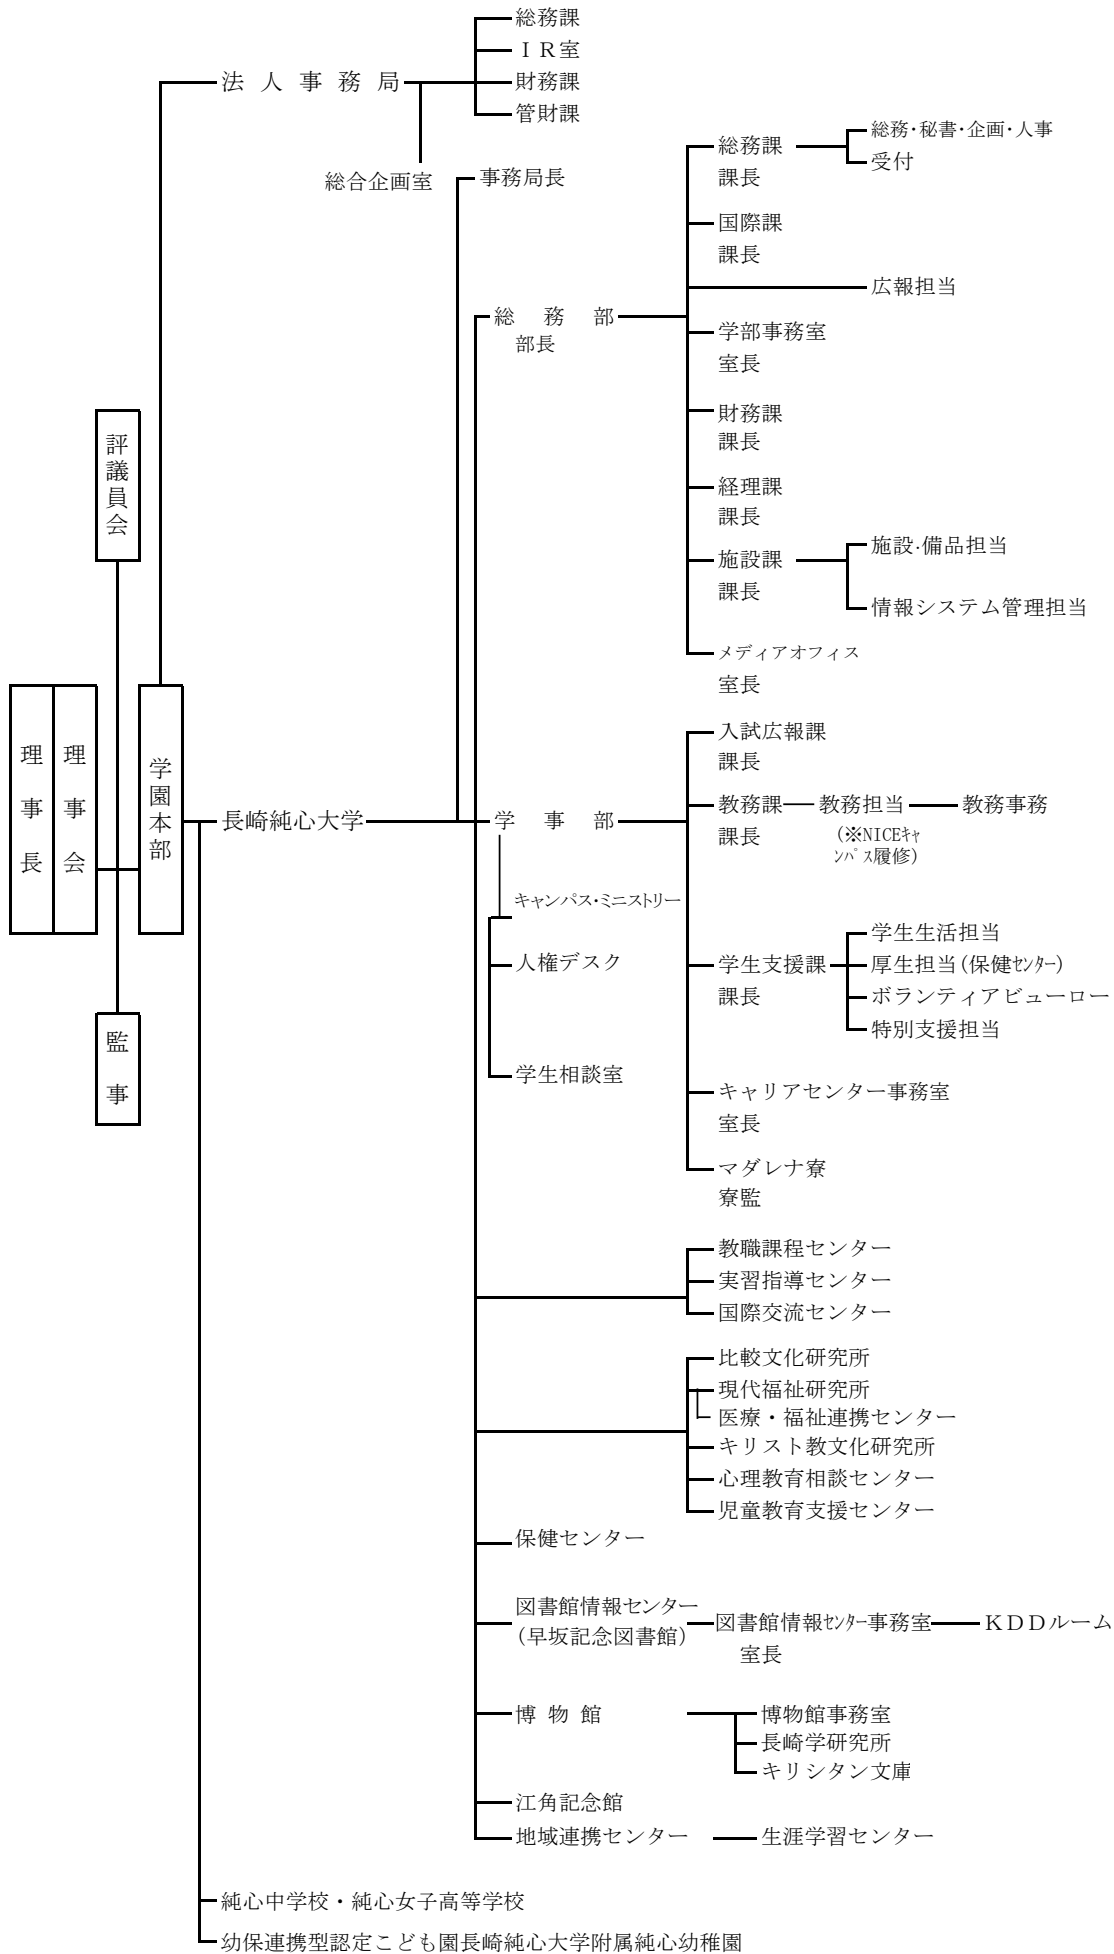 総務課
ＩＲ室
法人事務局
財務課
管財課
総務・秘書・企画・人事
総務課
受付
課長
総合企画室
事務局長
国際課
課長
広報担当
総務部
部長
学部事務室
室長
財務課
課長
評議員会
経理課
課長
施設課
課長
施設・備品担当
情報システム管理担当
メディアオフィス
室長
理事長
理事会
学園本部
入試広報課
課長
長崎純心大学
学事部
教務課
課長
教務担当
(※NICEキャ
ンパス履修)
教務事務
キャンパス・ミニストリー
人権デスク
学生相談室
学生支援課
課長
学生生活担当
厚生担当(保健センター)
ボランティアビューロー
特別支援担当
監事
キャリアセンター事務室
室長
マダレナ寮
寮監
教職課程センター
実習指導センター
国際交流センター
比較文化研究所
現代福祉研究所
医療・福祉連携センター
キリスト教文化研究所
心理教育相談センター
児童教育支援センター
保健センター
図書館情報センター
(早坂記念図書館)
図書館情報センター事務室
室長
ＫＤＤルーム
博物館
博物館事務室
長崎学研究所
キリシタン文庫
江角記念館
地域連携センター
生涯学習センター
純心中学校・純心女子高等学校
幼保連携型認定こども園長崎純心大学附属純心幼稚園